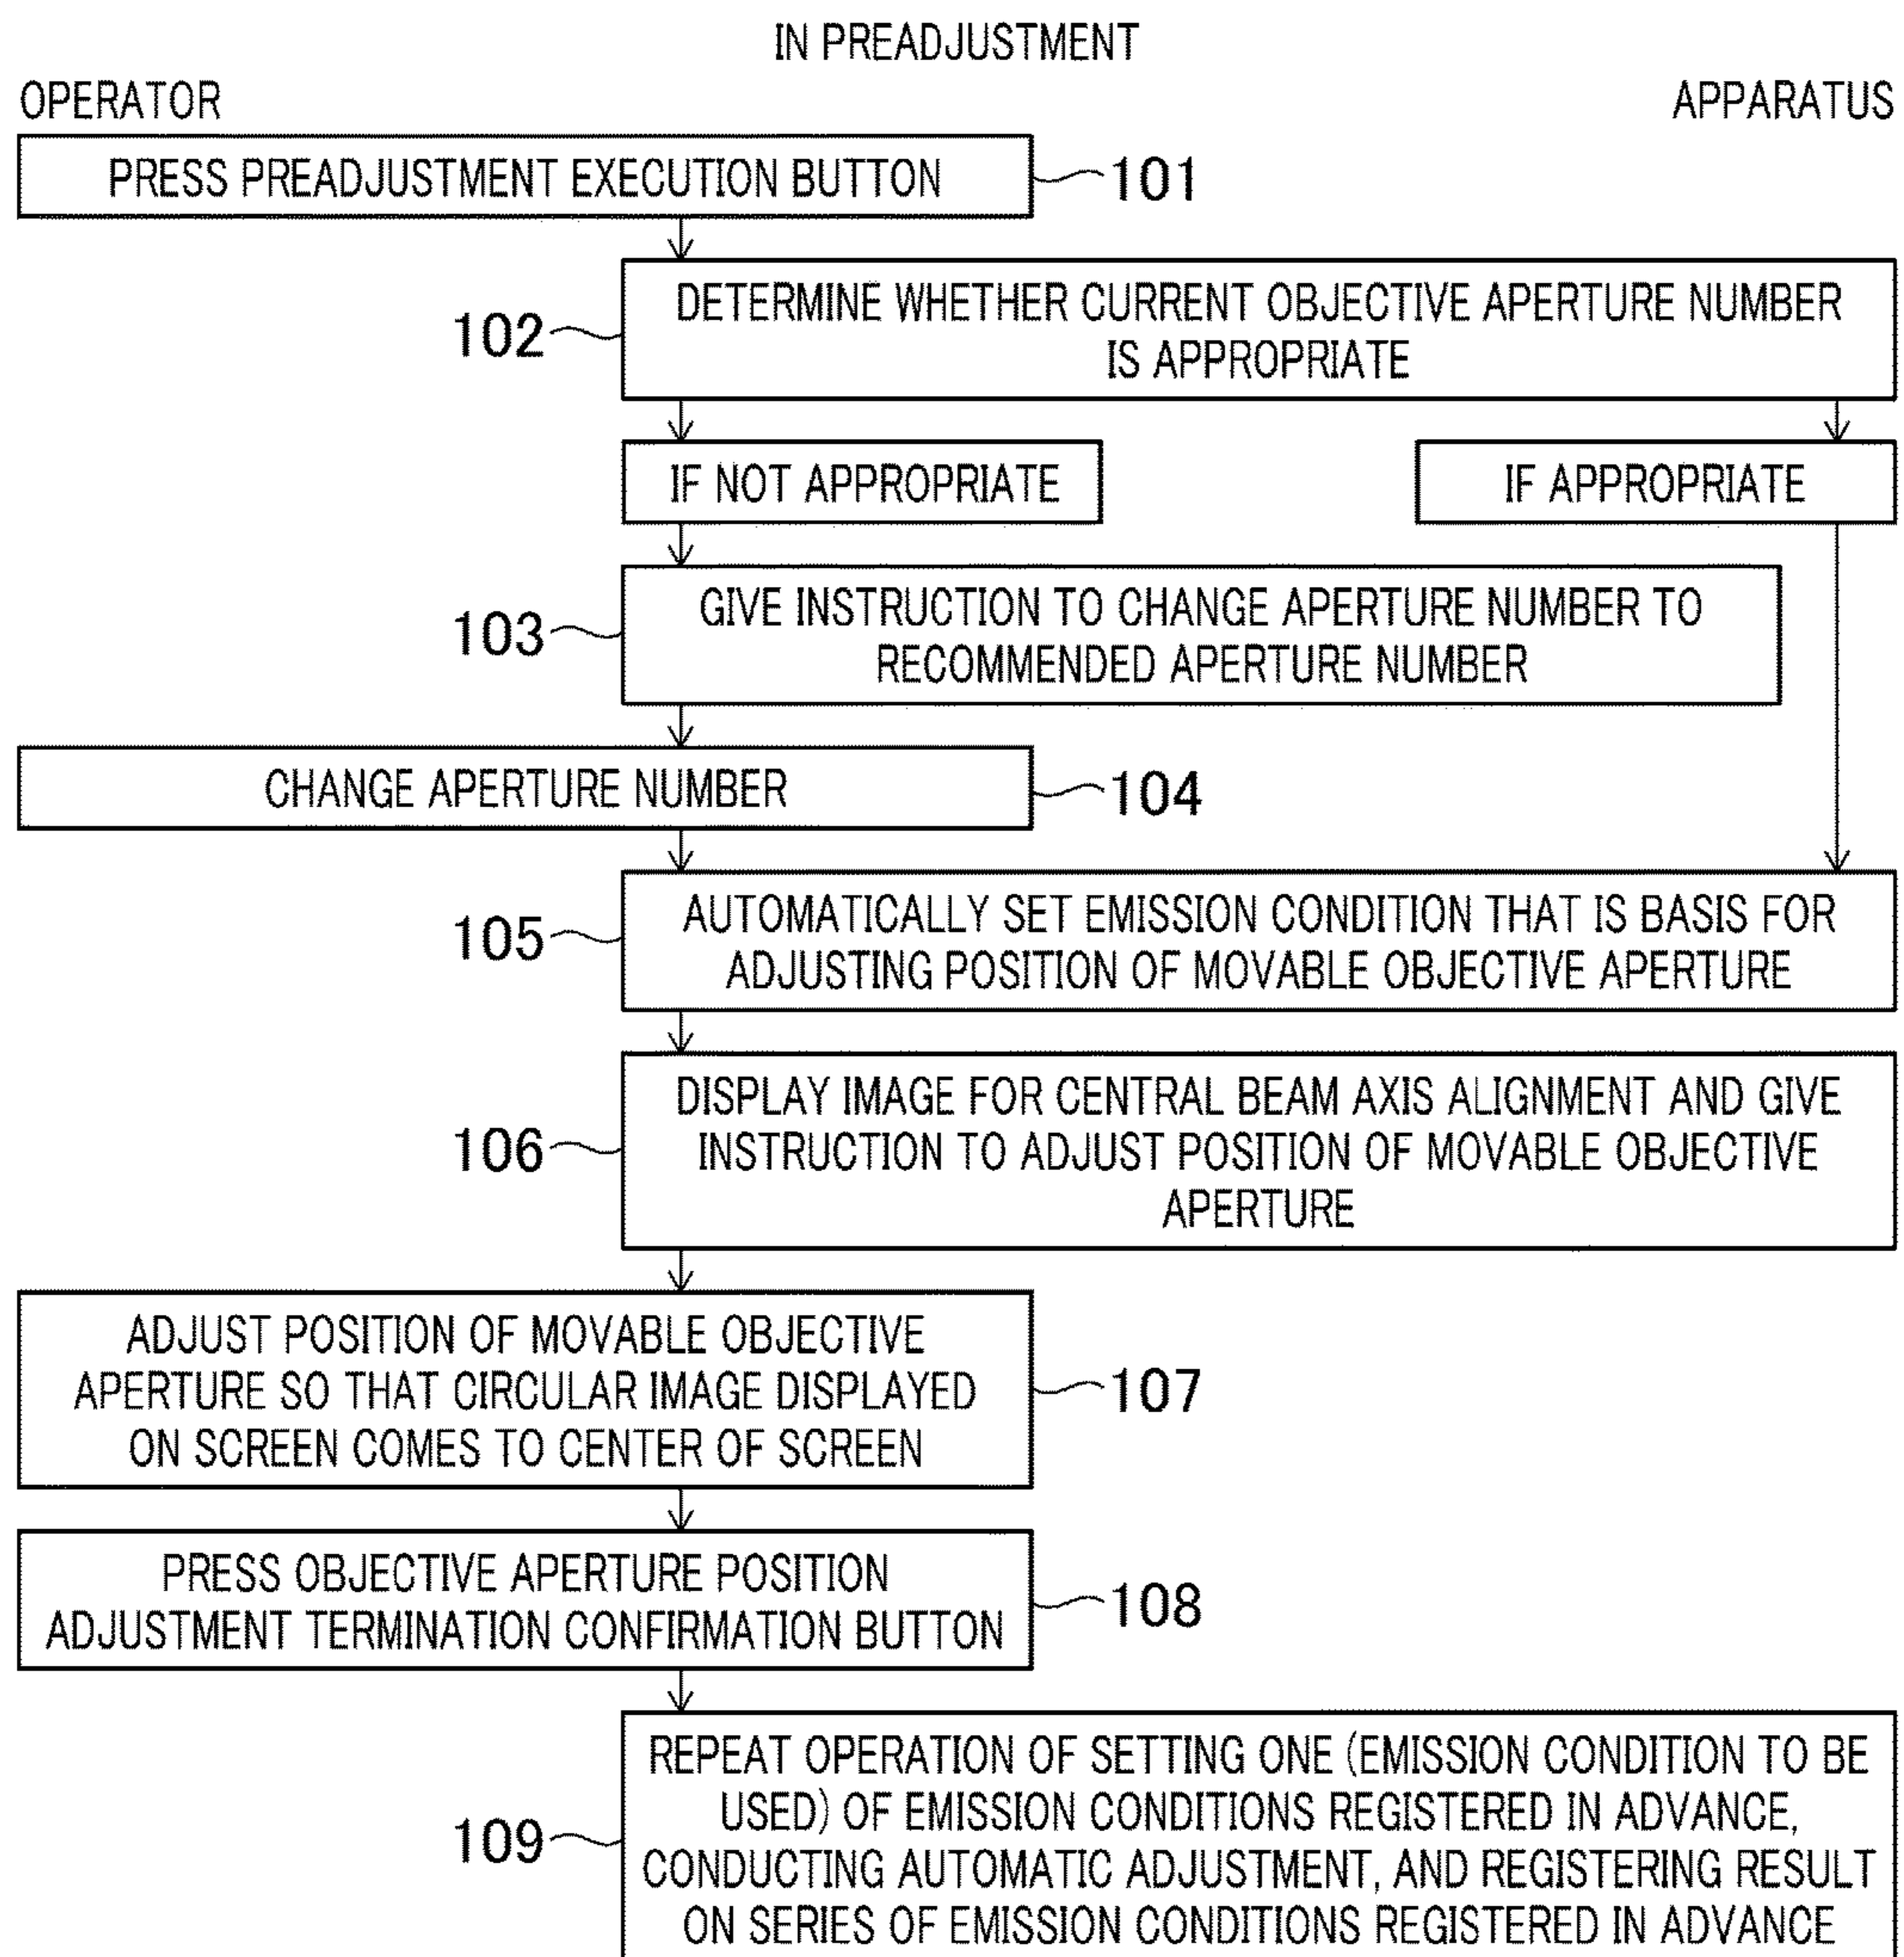 IN PREADJUSTMENT
OPERATOR
APPARATUS
PRESS PREADJUSTMENT EXECUTION BUTTON
101
102
DETERMINE WHETHER CURRENT OBJECTIVE APERTURE NUMBER
IS APPROPRIATE
IF NOT APPROPRIATE
IF APPROPRIATE
103
GIVE INSTRUCTION TO CHANGE APERTURE NUMBER TO
RECOMMENDED APERTURE NUMBER
CHANGE APERTURE NUMBER
104
105
AUTOMATICALLY SET EMISSION CONDITION THAT IS BASIS FOR
ADJUSTING POSITION OF MOVABLE OBJECTIVE APERTURE
106
DISPLAY IMAGE FOR CENTRAL BEAM AXIS ALIGNMENT AND GIVE
INSTRUCTION TO ADJUST POSITION OF MOVABLE OBJECTIVE
APERTURE
ADJUST POSITION OF MOVABLE OBJECTIVE
APERTURE SO THAT CIRCULAR IMAGE DISPLAYED
ON SCREEN COMES TO CENTER OF SCREEN
107
PRESS OBJECTIVE APERTURE POSITION
ADJUSTMENT TERMINATION CONFIRMATION BUTTON
108
109
REPEAT OPERATION OF SETTING ONE (EMISSION CONDITION TO BE
USED) OF EMISSION CONDITIONS REGISTERED IN ADVANCE,
CONDUCTING AUTOMATIC ADJUSTMENT, AND REGISTERING RESULT
ON SERIES OF EMISSION CONDITIONS REGISTERED IN ADVANCE